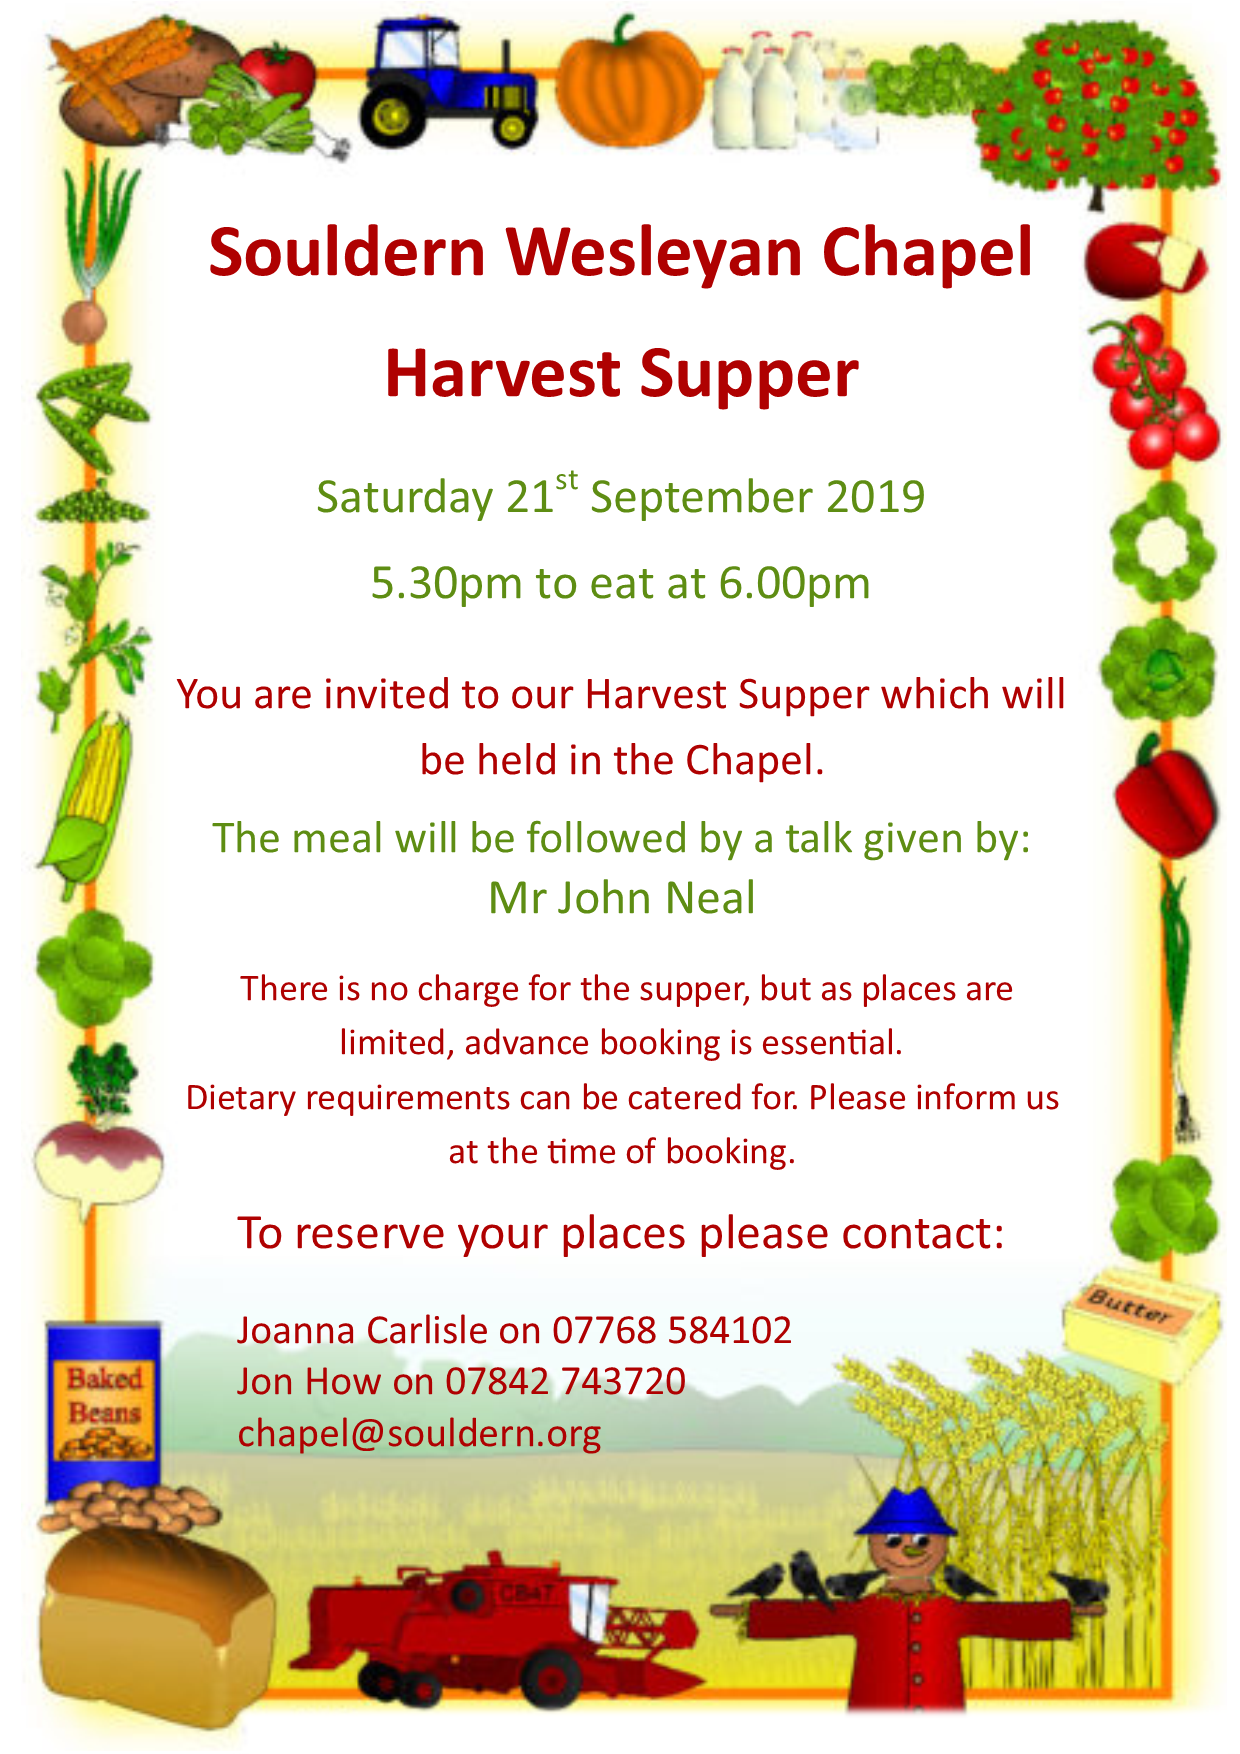 Souldern Wesleyan Chapel
Harvest Supper
Saturday 21st September 2019
5.30pm to eat at 6.00pm
You are invited to our Harvest Supper which will
be held in the Chapel.
The meal will be followed by a talk given by:
Mr John Neal
There is no charge for the supper, but as places are
limited, advance booking is essential.
Dietary requirements can be catered for. Please inform us
at the time of booking.
To reserve your places please contact:
Butter
Joanna Carlisle on 07768 584102
Jon How on 07842 743720
chapel@souldern.org
Baked
Beans
CB4T